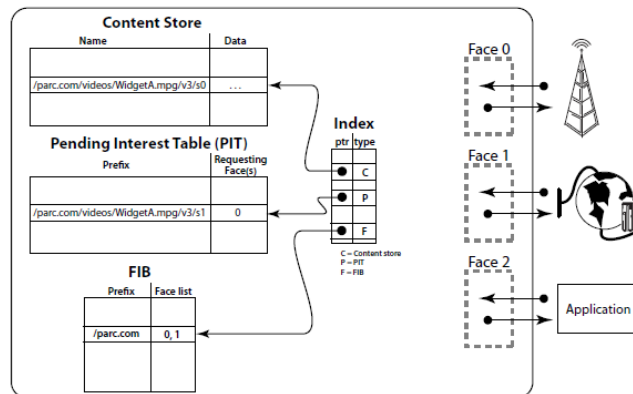 Content Store
Name Data
/parc.com/videos/WidgetA.mpg/v3/s0 ...
Pending Interest Table (PIT)
Prefix Requesting
Face(s)
/parc.com/videos/WidgetA.mpg/v3/s1 0
FIB
Prefix Face list
/parc.com 0, 1
Index
ptr type
C
P
F
C = Content store
P = PIT
F = FIB
Face 0
Face 1
Face 2
Application